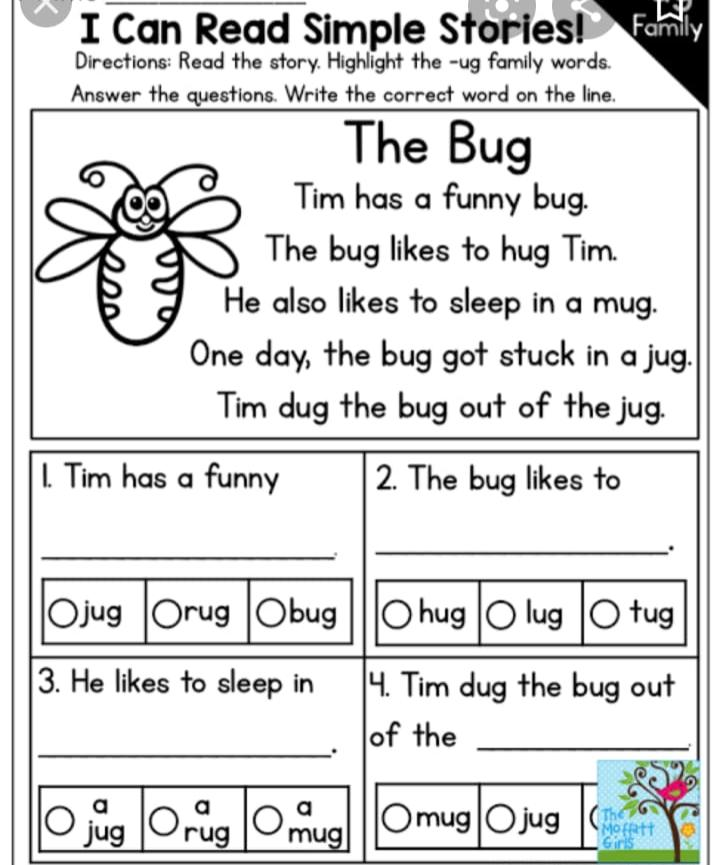 I Can Read Simple Stories!
Family
Directions: Read the story. Highlight the -ug family words.
Answer the questions. Write the correct word on the line.
The Bug
Tim has a funny bug.
The bug likes to hug Tim.
He also likes to sleep in a mug.
One day, the bug got stuck in a jug.
Tim dug the bug out of the jug.
1. Tim has a funny
____________________.
jug rug bug
2. The bug likes to
____________________.
hug lug tug
3. He likes to sleep in
____________________.
a jug a rug a mug
4. Tim dug the bug out
of the ______________.
mug jug
The
Moffatt
Girls